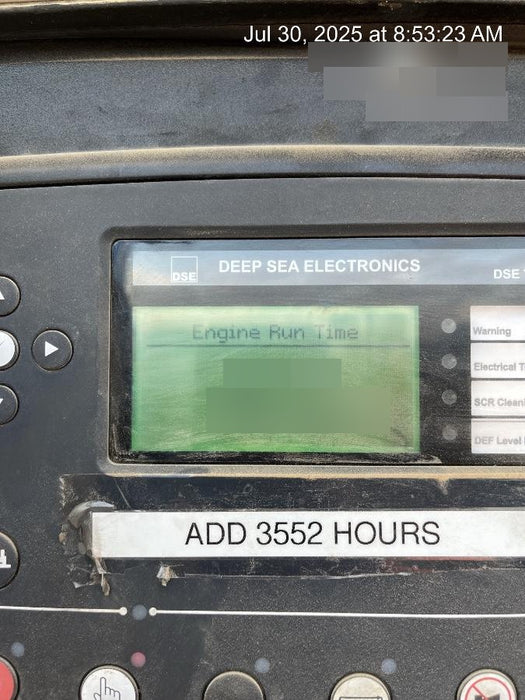 Jul 30, 2025 at 8:53:23 AM
DSE
DEEP SEA ELECTRONICS
DSE
Engine Run Time
Warning
Electrical
SCR
DEF Level
ADD 3552 HOURS